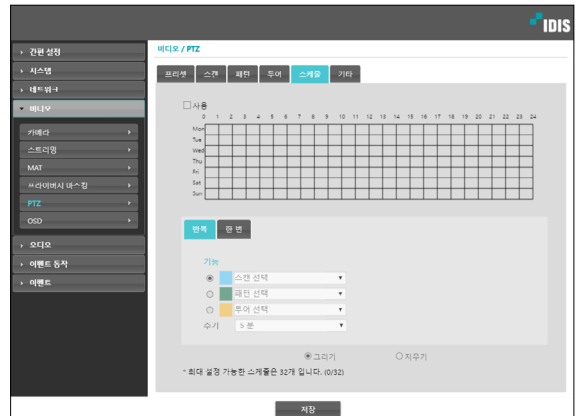 IDIS
간편 설정
시스템
네트워크
비디오
카메라
스트리밍
MAT
프라이버시 마스킹
PTZ
OSD
오디오
이벤트 동작
이벤트
비디오 / PTZ
프리셋 스캔 패턴 투어 스케줄 기타
사용
0 1 2 3 4 5 6 7 8 9 10 11 12 13 14 15 16 17 18 19 20 21 22 23 24
Mon
Tue
Wed
Thu
Fri
Sat
Sun
반복 한 번
기능
스캔 선택
패턴 선택
투어 선택
주기 5 분
그리기 지우기
* 최대 설정 가능한 스케줄은 32개 입니다. (0/32)
저장